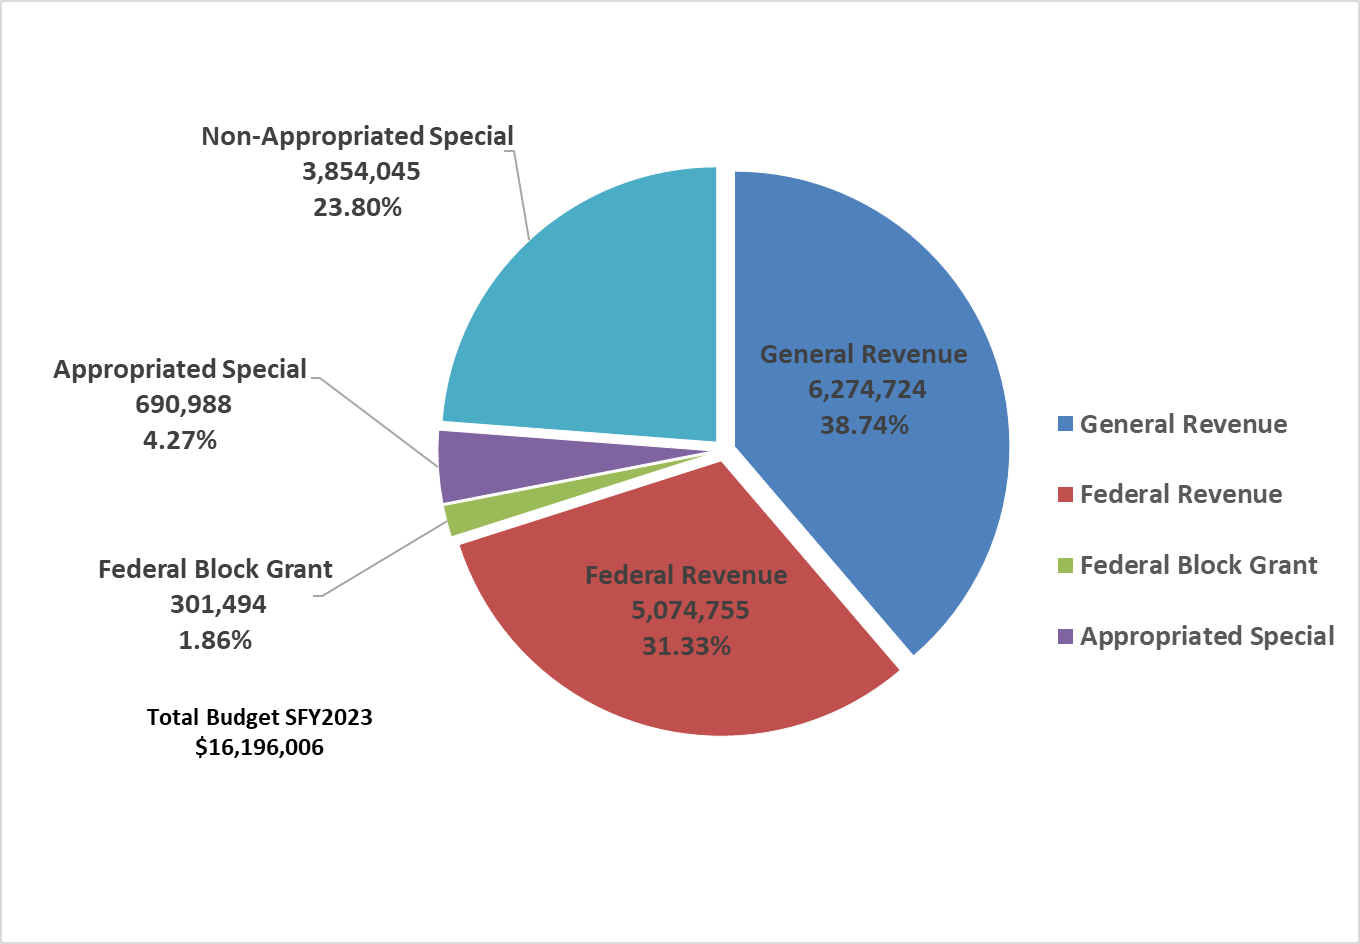 Non-Appropriated Special
3,854,045
23.80%
General Revenue
6,274,724
38.74%
Appropriated Special
690,988
4.27%
Federal Block Grant
301,494
1.86%
Federal Revenue
5,074,755
31.33%
General Revenue
Federal Revenue
Federal Block Grant
Appropriated Special
Total Budget SFY2023
$16,196,006